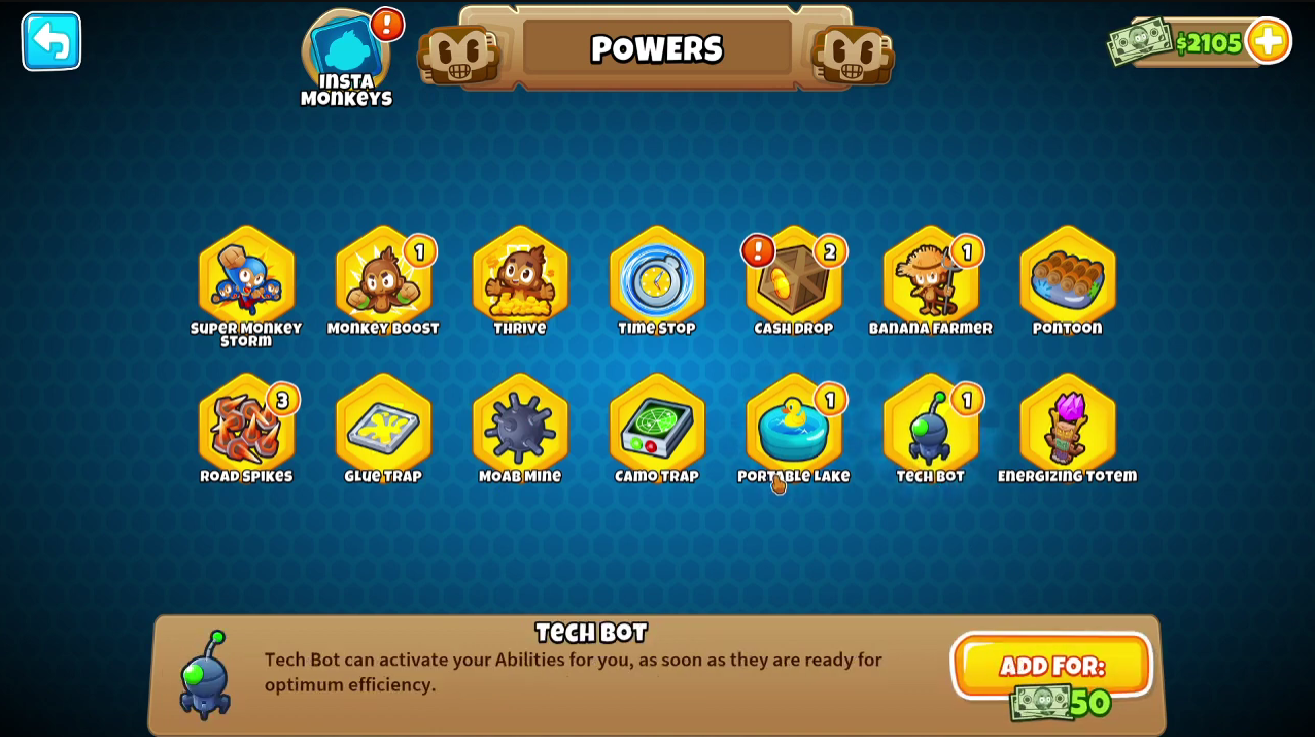 !
INSTA
MONKEYS
POWERS
$2105
SUPER MONKEY
STORM
1
MONKEY BOOST
THRIVE
TIME STOP
!
2
CASH DROP
1
BANANA FARMER
PONTOON
3
ROAD SPIKES
GLUE TRAP
MOAB MINE
CAMO TRAP
1
PORTABLE LAKE
1
TECH BOT
ENERGIZING TOTEM
TECH BOT
Tech Bot can activate your Abilities for you, as soon as they are ready for
optimum efficiency.
ADD FOR:
50